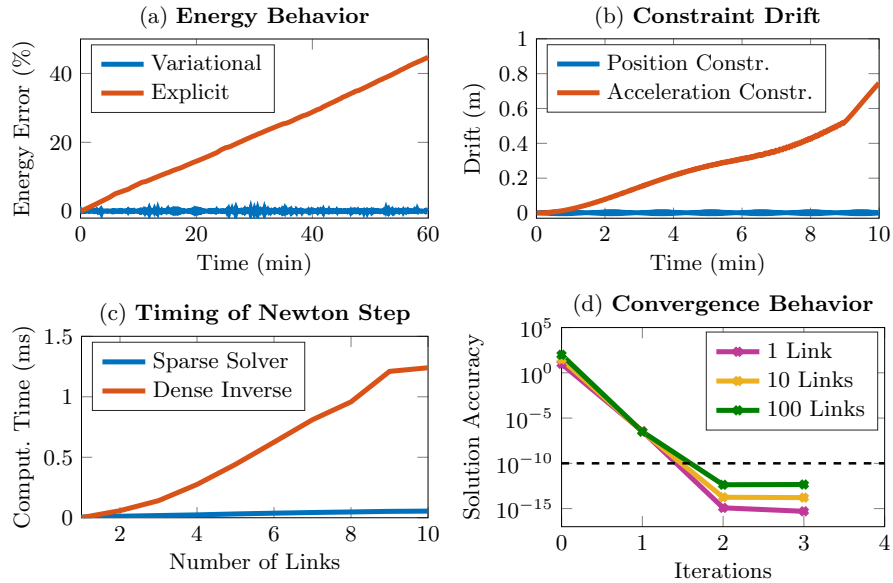 (a) Energy Behavior
Energy Error (%)
40
20
0
Variational
Explicit
0
20
40
60
Time (min)
(b) Constraint Drift
Drift (m)
1
0.8
0.6
0.4
0.2
0
Position Constr.
Acceleration Constr.
0
2
4
6
8
10
Time (min)
(c) Timing of Newton Step
Comput. Time (ms)
1.5
1
0.5
0
Sparse Solver
Dense Inverse
2
4
6
8
10
Number of Links
(d) Convergence Behavior
Solution Accuracy
10^5
10^0
10^−5
10^−10
10^−15
1 Link
10 Links
100 Links
0
1
2
3
4
Iterations